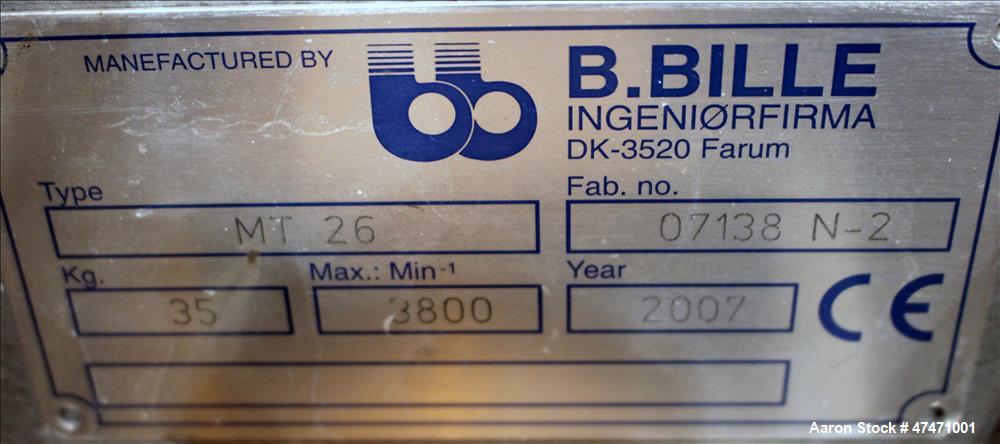 MANEFACTURED BY
bb
B.BILLE
INGENIØRFIRMA
DK-3520 Farum
Type
MT 26
Fab. no.
07138 N-2
Kg.
35
Max.: Min-1
3800
Year
2007
CE
Aaron Stock # 47471001